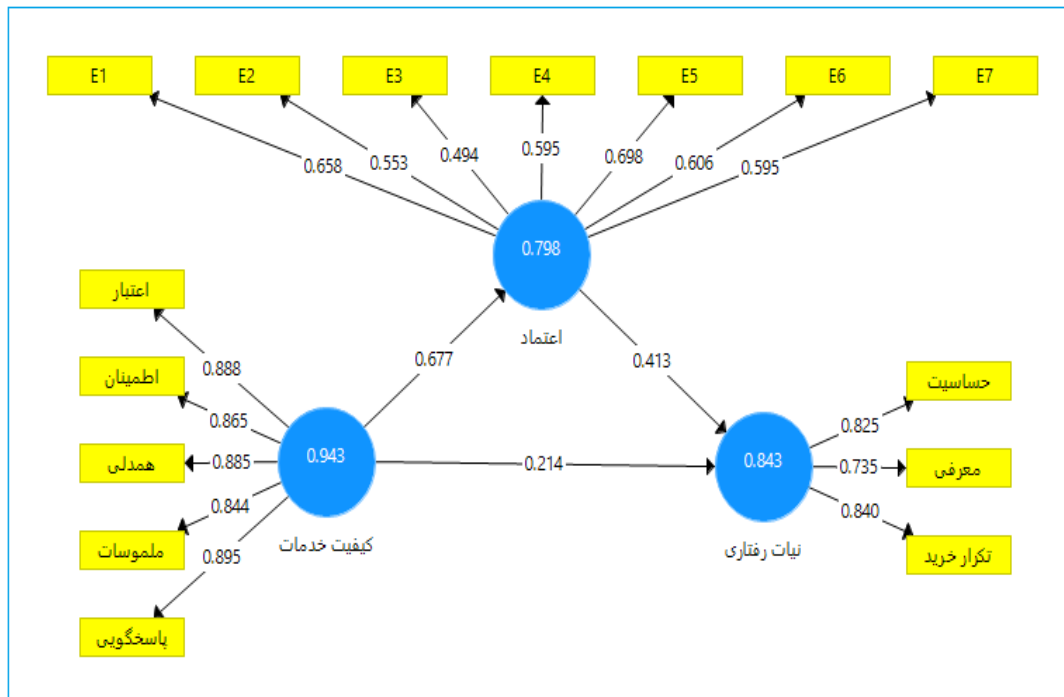 E1
E2
E3
E4
E5
E6
E7
0.658
0.553
0.494
0.595
0.698
0.606
0.595
0.798
اعتماد
اعتبار
اطمینان
همدلی
ملموسات
پاسخگویی
0.888
0.865
0.885
0.844
0.895
0.943
کیفیت خدمات
0.677
0.413
0.214
0.843
نیات رفتاری
0.825
0.735
0.840
حساسیت
معرفی
تکرار خرید